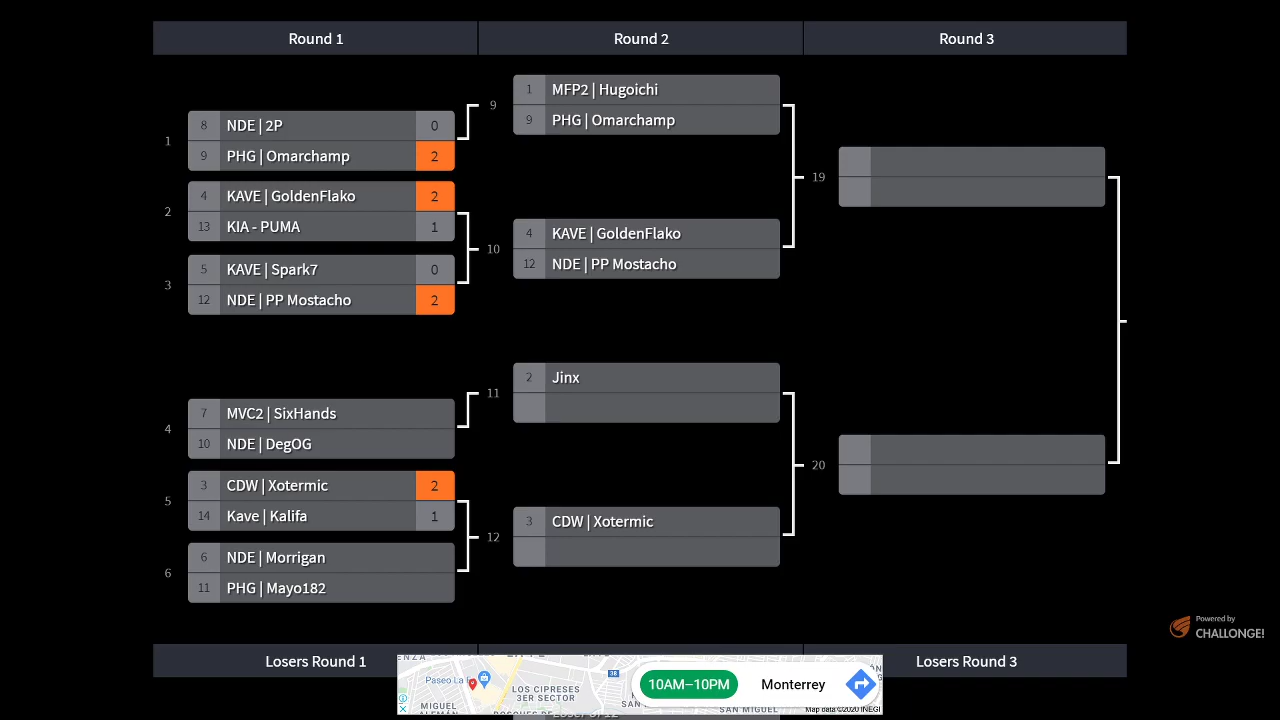 Round 1
Round 2
Round 3
1
8 NDE | 2P 0
9 PHG | Omarchamp 2
2
4 KAVE | GoldenFlako 2
13 KIA - PUMA 1
3
5 KAVE | Spark7 0
12 NDE | PP Mostacho 2
4
7 MVC2 | SixHands
10 NDE | DegOG
5
3 CDW | Xotermic 2
14 Kave | Kalifa 1
6
6 NDE | Morrigan
11 PHG | Mayo182
9
1 MFP2 | Hugoichi
9 PHG | Omarchamp
10
4 KAVE | GoldenFlako
12 NDE | PP Mostacho
11
2 Jinx
12
3 CDW | Xotermic
19
20
Powered by
CHALLONGE!
Losers Round 1
Losers Round 3
Paseo La
38
LOS CIPRESES
3ER SECTOR
MIGUEL
ALEMÁN
BOSQUES DE
SAN MIGUEL
10AM–10PM
Monterrey
Map data ©2020 INEGI